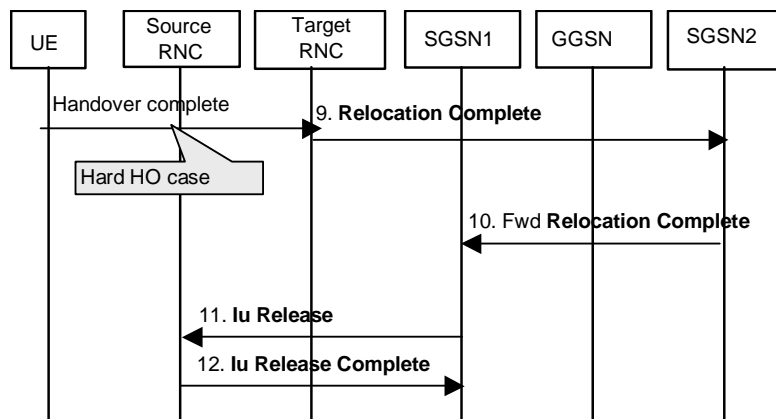 UE
Source
RNC
Target
RNC
SGSN1
GGSN
SGSN2
Handover complete
9. Relocation Complete
Hard HO case
10. Fwd Relocation Complete
11. Iu Release
12. Iu Release Complete